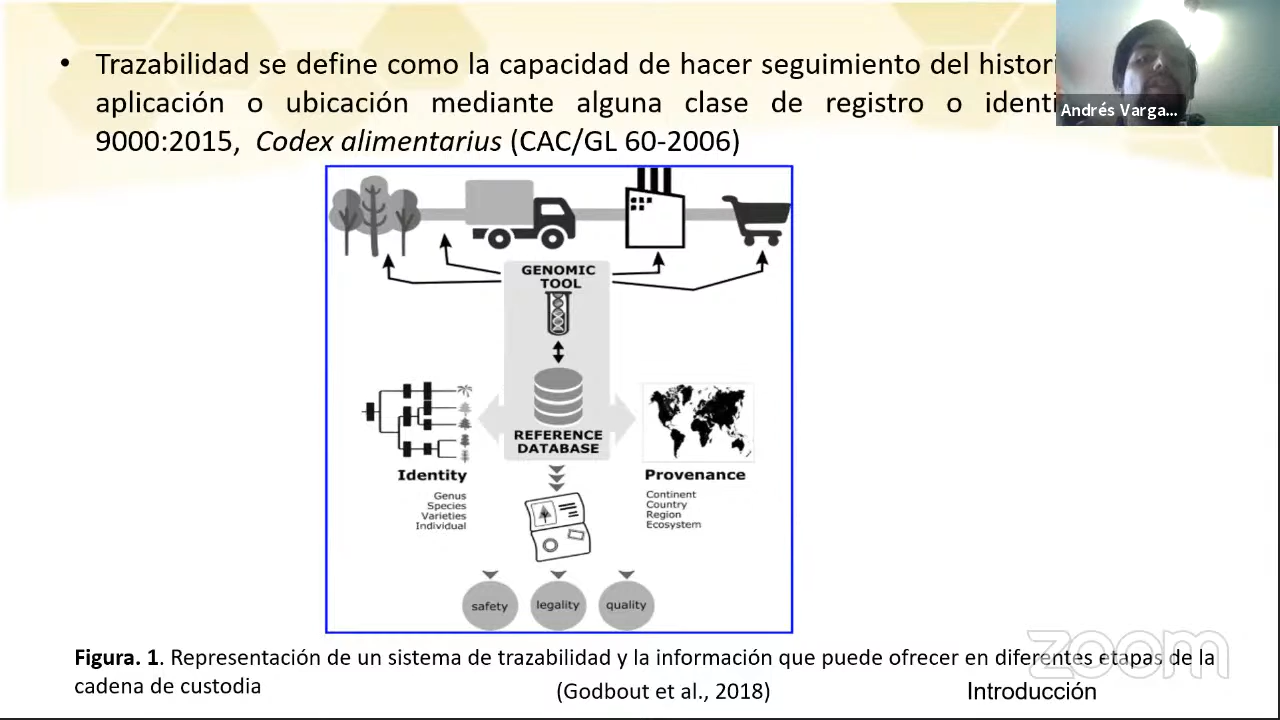 • Trazabilidad se define como la capacidad de hacer seguimiento del histori
aplicación o ubicación mediante alguna clase de registro o identi
9000:2015, Codex alimentarius (CAC/GL 60-2006)
Andrés Varga...
GENOMIC
TOOL
REFERENCE
DATABASE
Identity
Genus
Species
Varieties
Individual
Provenance
Continent
Country
Region
Ecosystem
safety
legality
quality
Figura. 1. Representación de un sistema de trazabilidad y la información que puede ofrecer en diferentes etapas de la
cadena de custodia
(Godbout et al., 2018)
Introducción
zoom